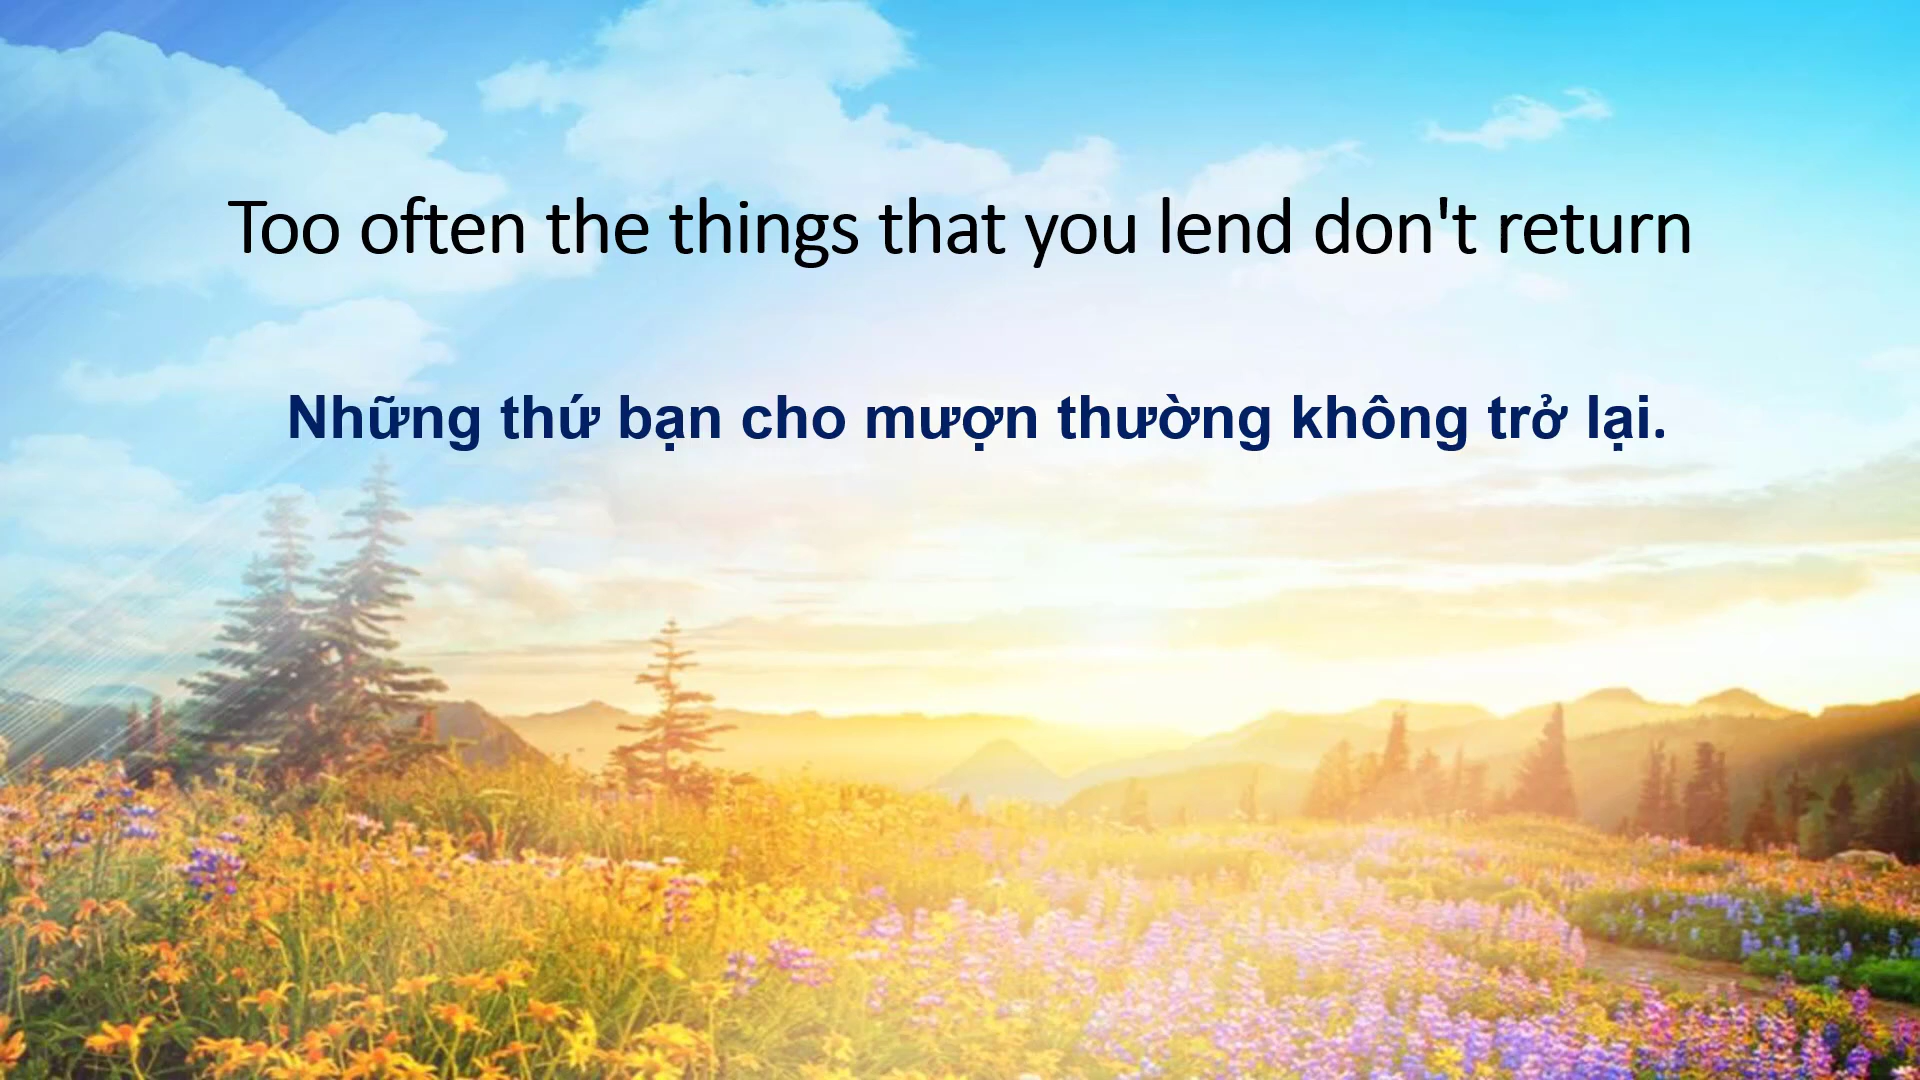 Too often the things that you lend don't return
Những thứ bạn cho mượn thường không trở lại.